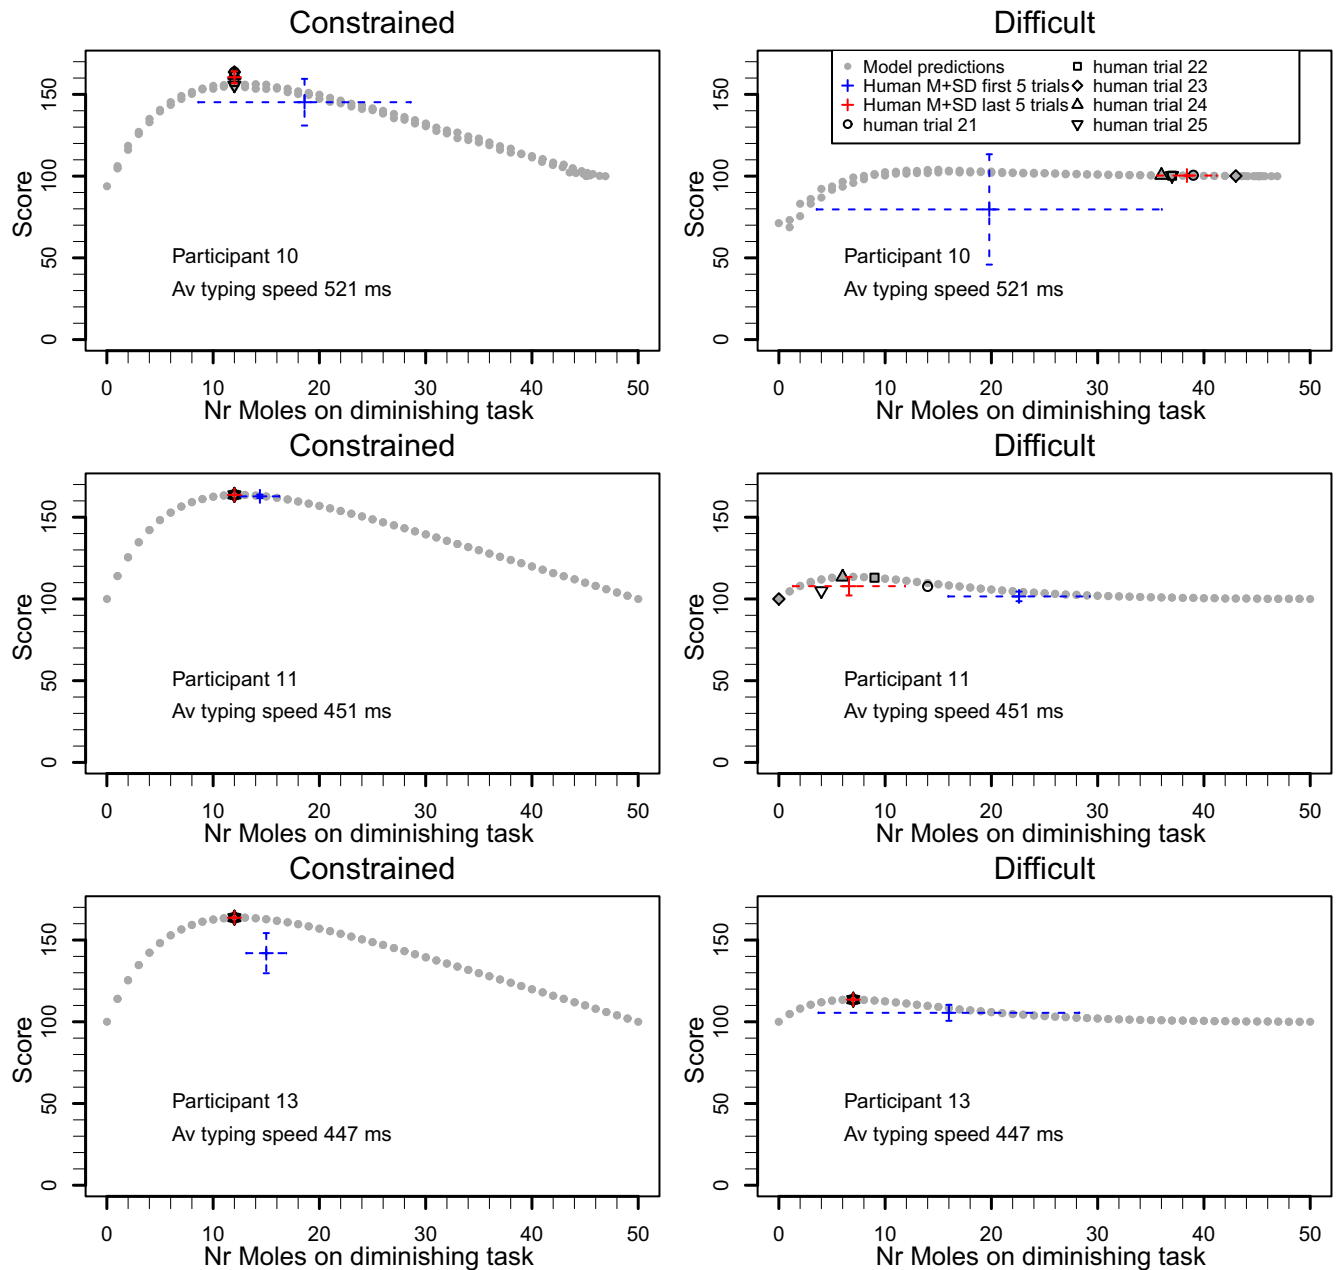 Constrained
Score
0 50 100 150
Participant 10
Av typing speed 521 ms
0 10 20 30 40 50
Nr Moles on diminishing task
Difficult
Score
0 50 100 150
Model predictions
Human M+SD first 5 trials
Human M+SD last 5 trials
human trial 21
human trial 22
human trial 23
human trial 24
human trial 25
Participant 10
Av typing speed 521 ms
0 10 20 30 40 50
Nr Moles on diminishing task
Constrained
Score
0 50 100 150
Participant 11
Av typing speed 451 ms
0 10 20 30 40 50
Nr Moles on diminishing task
Difficult
Score
0 50 100 150
Participant 11
Av typing speed 451 ms
0 10 20 30 40 50
Nr Moles on diminishing task
Constrained
Score
0 50 100 150
Participant 13
Av typing speed 447 ms
0 10 20 30 40 50
Nr Moles on diminishing task
Difficult
Score
0 50 100 150
Participant 13
Av typing speed 447 ms
0 10 20 30 40 50
Nr Moles on diminishing task